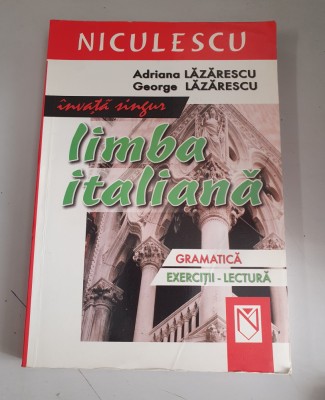 NICULESCU
Adriana LĂZĂRESCU
George LĂZĂRESCU
învață singur
limba
italiană
GRAMATICĂ
EXERCIȚII - LECTURĂ